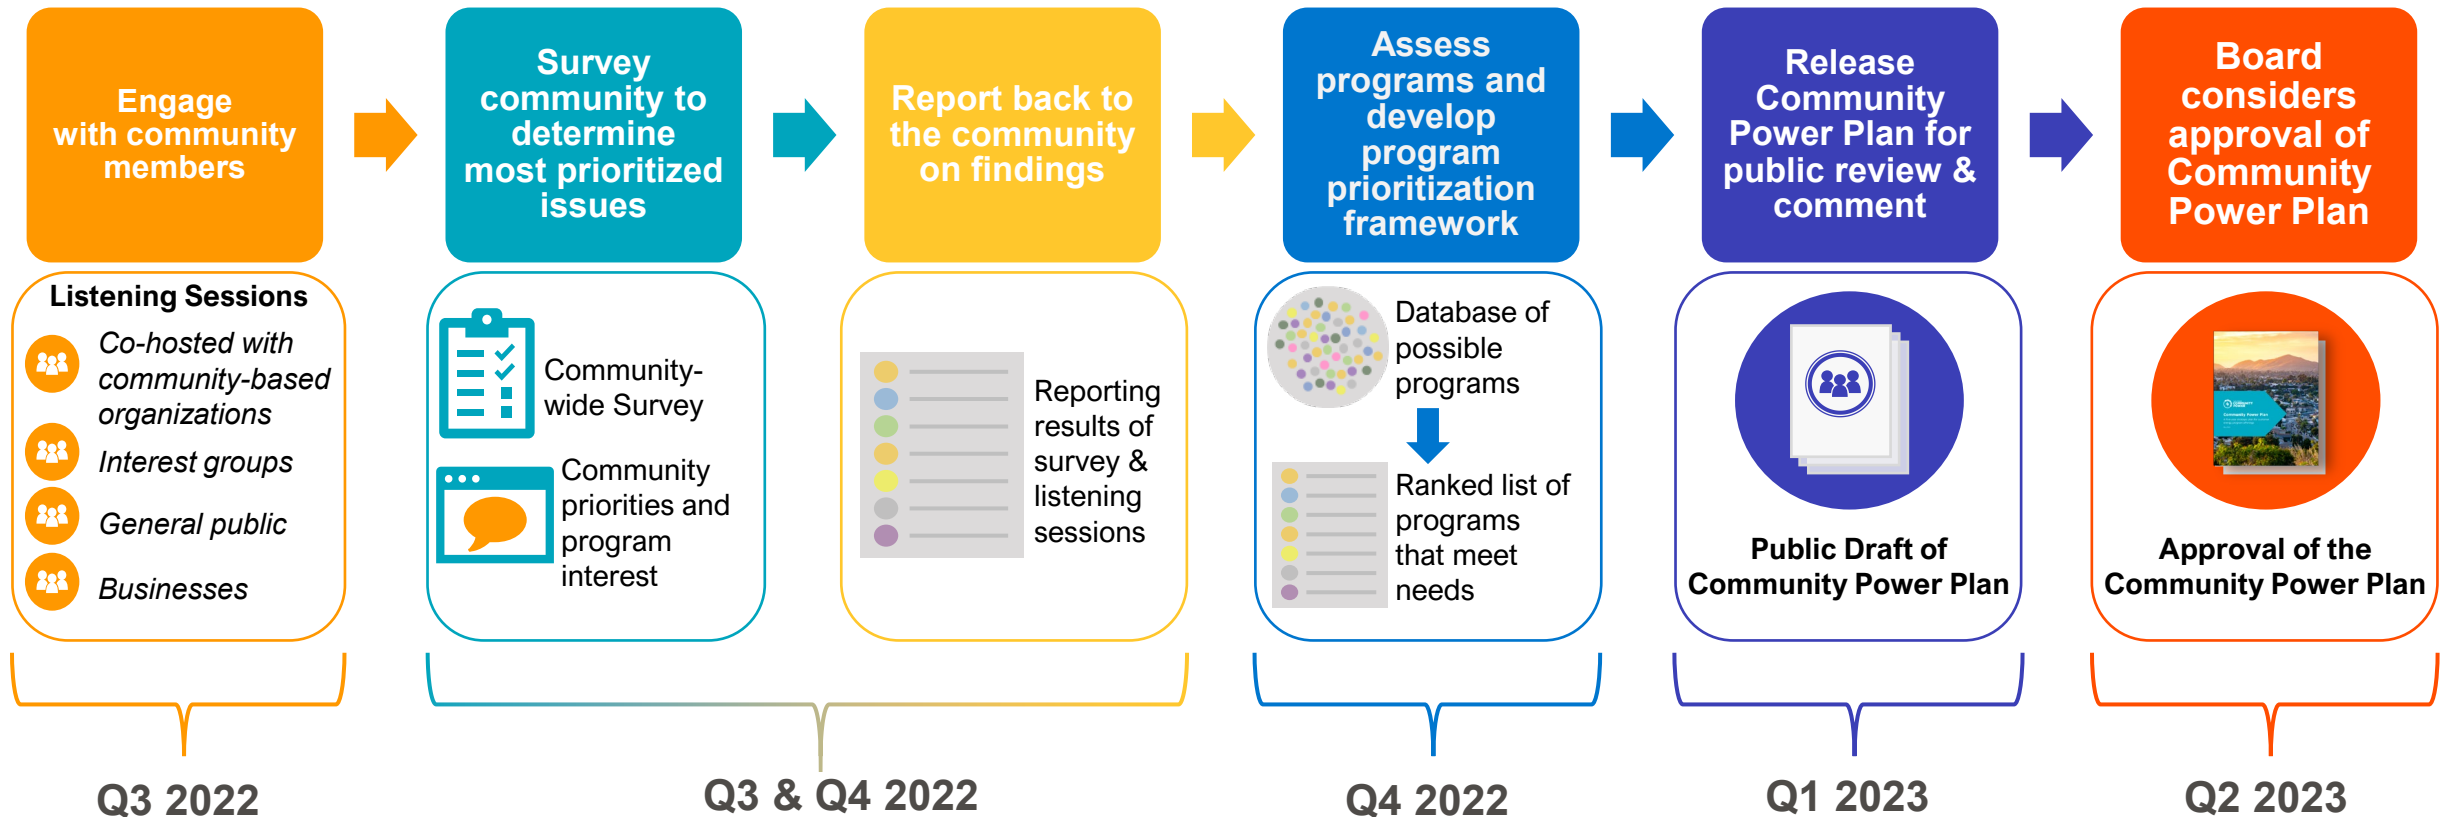 Engage
with community
members
Survey
community to
determine
most prioritized
issues
Report back to
the community
on findings
Assess
programs and
develop
program
prioritization
framework
Release
Community
Power Plan for
public review &
comment
Board
considers
approval of
Community
Power Plan
Listening Sessions
Co-hosted with
community-based
organizations
Interest groups
General public
Businesses
Community-
wide Survey
Community
priorities and
program
interest
Reporting
results of
survey &
listening
sessions
Database of
possible
programs
Ranked list of
programs
that meet
needs
Public Draft of
Community Power Plan
COMMUNITY
POWER
Community Power Plan
Approval of the
Community Power Plan
Q3 2022
Q3 & Q4 2022
Q4 2022
Q1 2023
Q2 2023